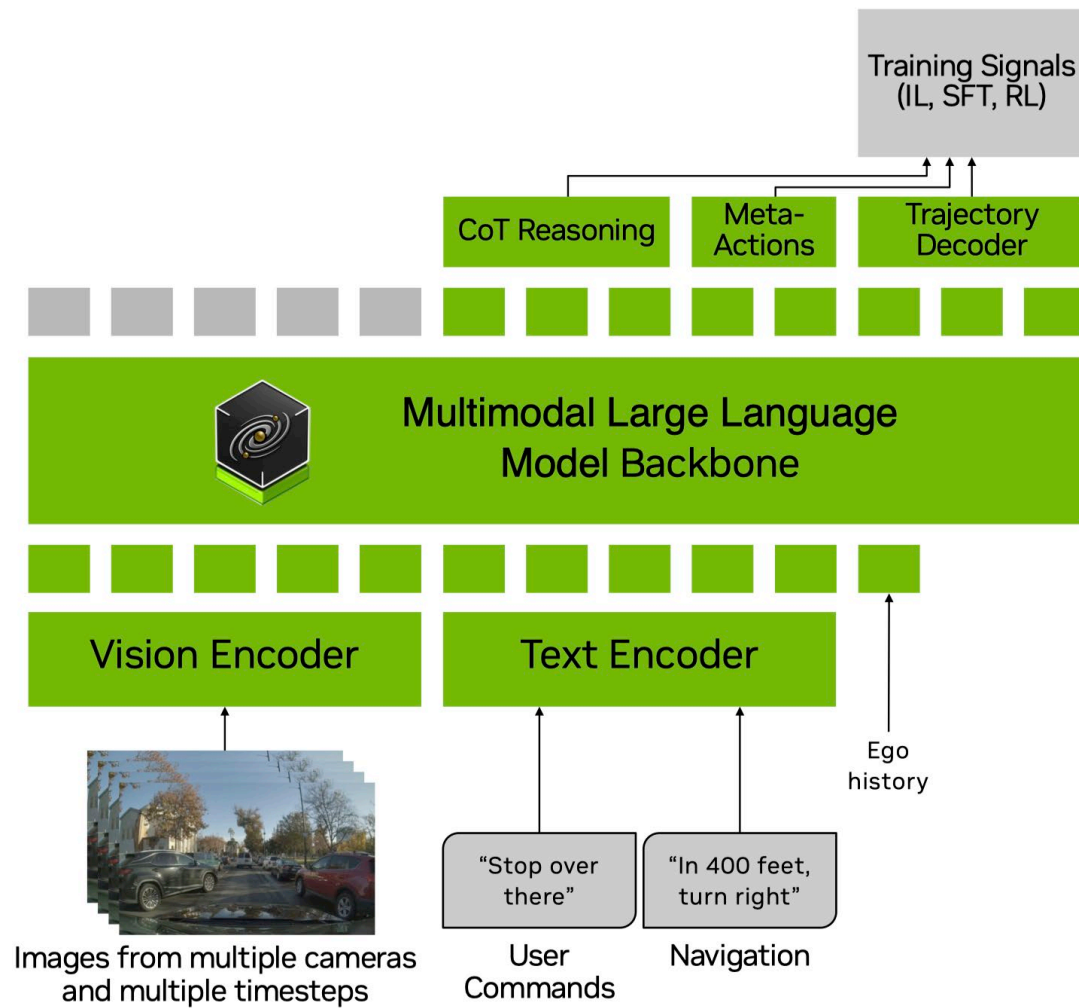 Training Signals
(IL, SFT, RL)
CoT Reasoning
Meta-
Actions
Trajectory
Decoder
Multimodal Large Language
Model Backbone
Vision Encoder
Text Encoder
Ego
history
“Stop over
there”
“In 400 feet,
turn right”
Images from multiple cameras
and multiple timesteps
User
Commands
Navigation